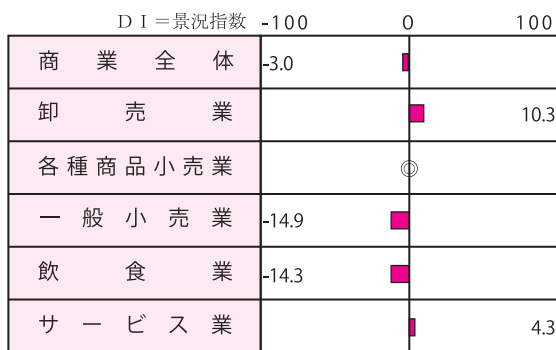 ＤＩ＝景況指数 -100 0 100
商業全体 -3.0
卸売業 10.3
各種商品小売業 ◎
一般小売業 -14.9
飲食業 -14.3
サービス業 4.3